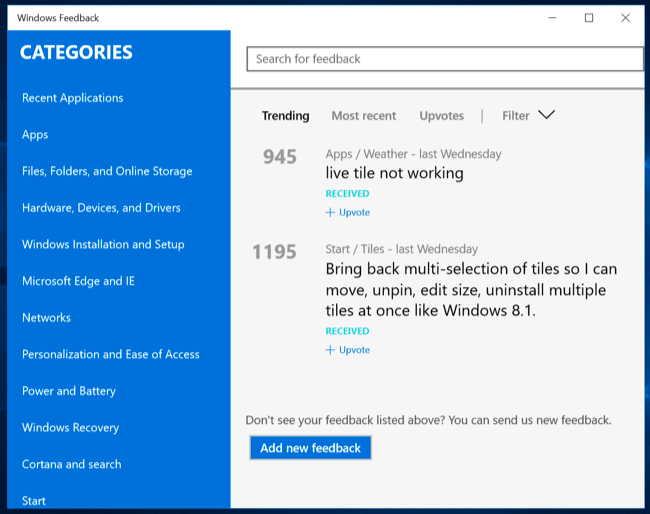 Windows Feedback
CATEGORIES
Recent Applications
Apps
Files, Folders, and Online Storage
Hardware, Devices, and Drivers
Windows Installation and Setup
Microsoft Edge and IE
Networks
Personalization and Ease of Access
Power and Battery
Windows Recovery
Cortana and search
Start
Search for feedback
Trending Most recent Upvotes | Filter
945
Apps / Weather - last Wednesday
live tile not working
RECEIVED
+ Upvote
1195
Start / Tiles - last Wednesday
Bring back multi-selection of tiles so I can
move, unpin, edit size, uninstall multiple
tiles at once like Windows 8.1.
RECEIVED
+ Upvote
Don't see your feedback listed above? You can send us new feedback.
Add new feedback